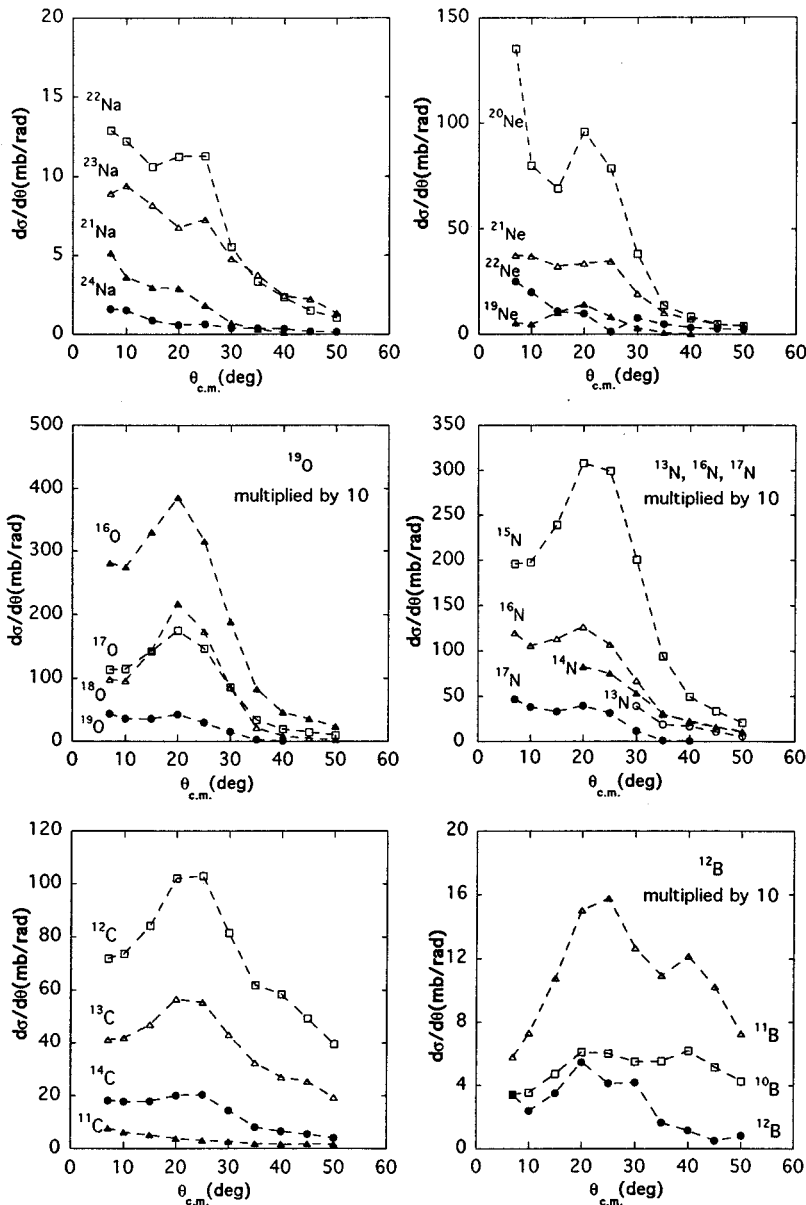 20
15
10
5
0
dσ/dθ(mb/rad)
²²Na
²³Na
²¹Na
²⁴Na
0 10 20 30 40 50 60
θc.m.(deg)
150
100
50
0
dσ/dθ(mb/rad)
²⁰Ne
²¹Ne
²²Ne
¹⁹Ne
0 10 20 30 40 50 60
θc.m.(deg)
500
400
300
200
100
0
dσ/dθ(mb/rad)
¹⁹O
multiplied by 10
¹⁶O
¹⁷O
¹⁸O
¹⁹O
0 10 20 30 40 50 60
θc.m.(deg)
350
300
250
200
150
100
50
0
dσ/dθ(mb/rad)
¹³N, ¹⁶N, ¹⁷N
multiplied by 10
¹⁵N
¹⁶N
¹⁴N
¹⁷N
¹³N
0 10 20 30 40 50 60
θc.m.(deg)
120
100
80
60
40
20
0
dσ/dθ(mb/rad)
¹²C
¹³C
¹⁴C
¹¹C
0 10 20 30 40 50 60
θc.m.(deg)
20
16
12
8
4
0
dσ/dθ(mb/rad)
¹²B
multiplied by 10
¹¹B
¹⁰B
¹²B
0 10 20 30 40 50 60
θc.m.(deg)